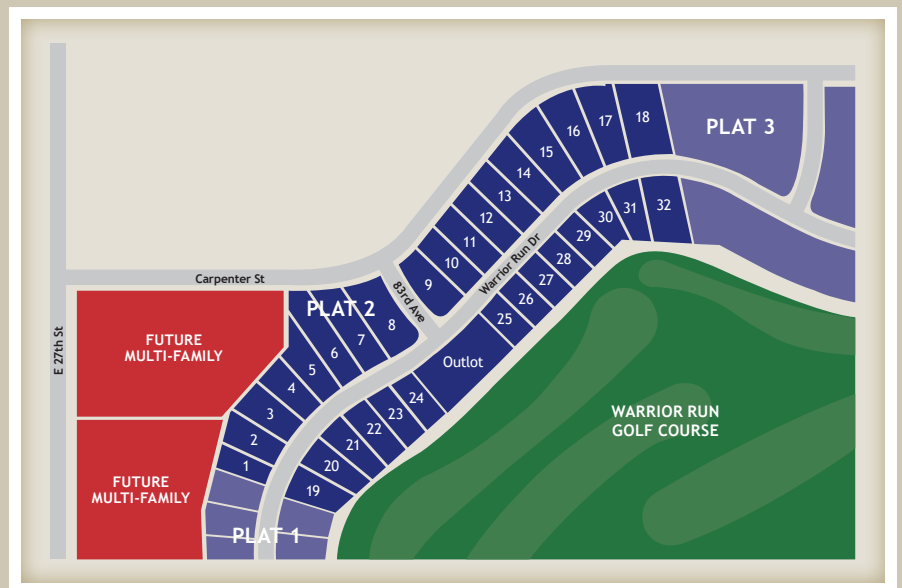 PLAT 3
18
17
16
15
14
13
12
11
10
9
32
31
30
29
28
27
26
25
Warrior Run Dr
83rd Ave
Carpenter St
E 27th St
PLAT 2
8
7
6
5
4
3
2
1
Outlot
24
23
22
21
20
19
PLAT 1
FUTURE
MULTI-FAMILY
FUTURE
MULTI-FAMILY
WARRIOR RUN
GOLF COURSE